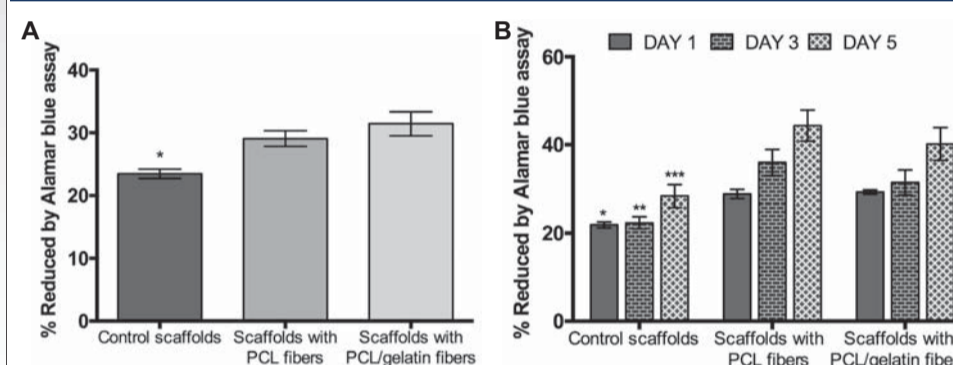 A
% Reduced by Alamar blue assay
40
30
20
10
0
*
Control scaffolds
Scaffolds with
PCL fibers
Scaffolds with
PCL/gelatin fibers
B
DAY 1 DAY 3 DAY 5
% Reduced by Alamar blue assay
60
40
20
0
* ** ***
Control scaffolds
Scaffolds with
PCL fibers
Scaffolds with
PCL/gelatin